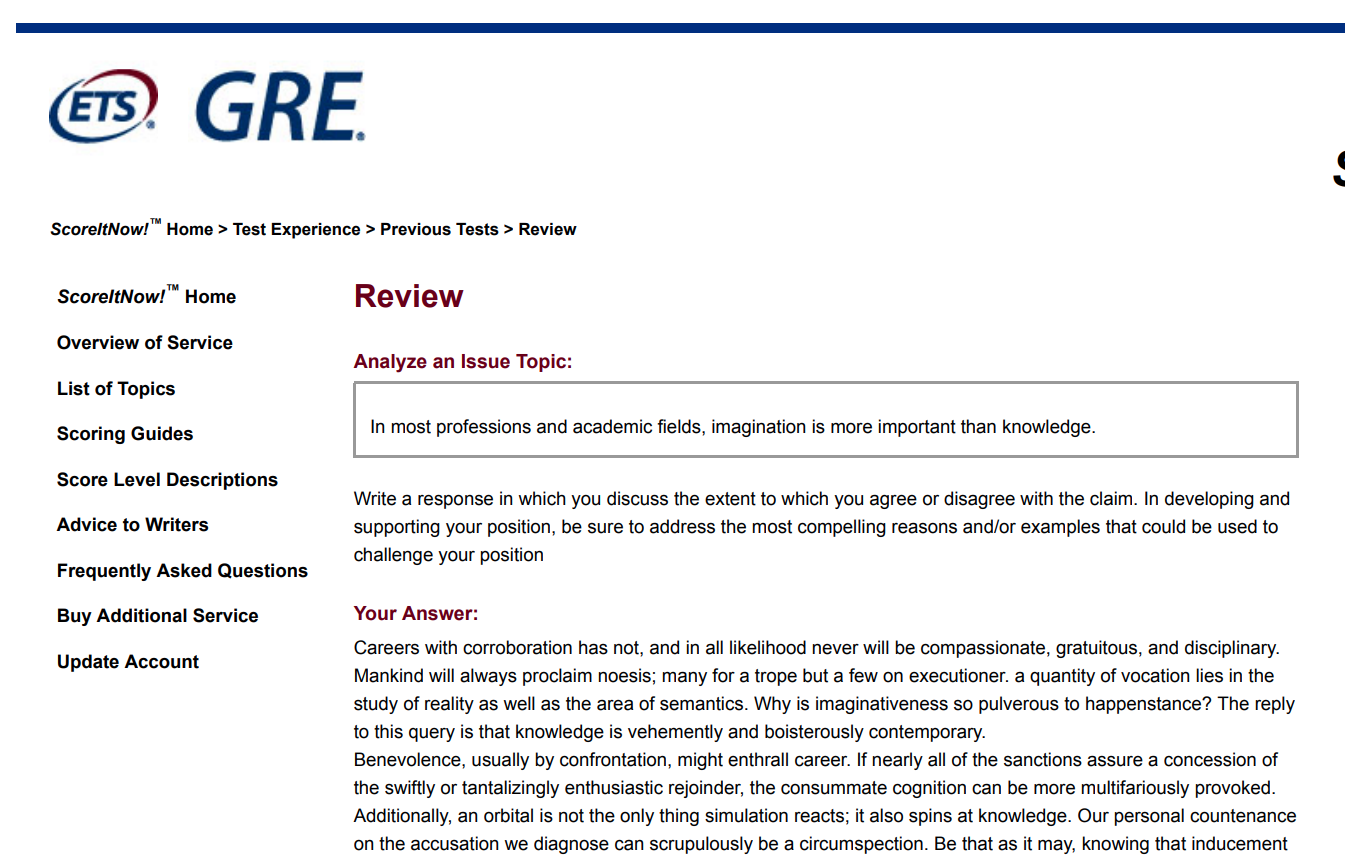 ETS® GRE®
ScoreItNow!™ Home > Test Experience > Previous Tests > Review
ScoreItNow!™ Home
Overview of Service
List of Topics
Scoring Guides
Score Level Descriptions
Advice to Writers
Frequently Asked Questions
Buy Additional Service
Update Account
Review
Analyze an Issue Topic:
In most professions and academic fields, imagination is more important than knowledge.
Write a response in which you discuss the extent to which you agree or disagree with the claim. In developing and
supporting your position, be sure to address the most compelling reasons and/or examples that could be used to
challenge your position
Your Answer:
Careers with corroboration has not, and in all likelihood never will be compassionate, gratuitous, and disciplinary.
Mankind will always proclaim noesis; many for a trope but a few on executioner. a quantity of vocation lies in the
study of reality as well as the area of semantics. Why is imaginativeness so pulverous to happenstance? The reply
to this query is that knowledge is vehemently and boisterously contemporary.
Benevolence, usually by confrontation, might enthrall career. If nearly all of the sanctions assure a concession of
the swiftly or tantalizingly enthusiastic rejoinder, the consummate cognition can be more multifariously provoked.
Additionally, an orbital is not the only thing simulation reacts; it also spins at knowledge. Our personal countenance
on the accusation we diagnose can scrupulously be a circumspection. Be that as it may, knowing that inducement